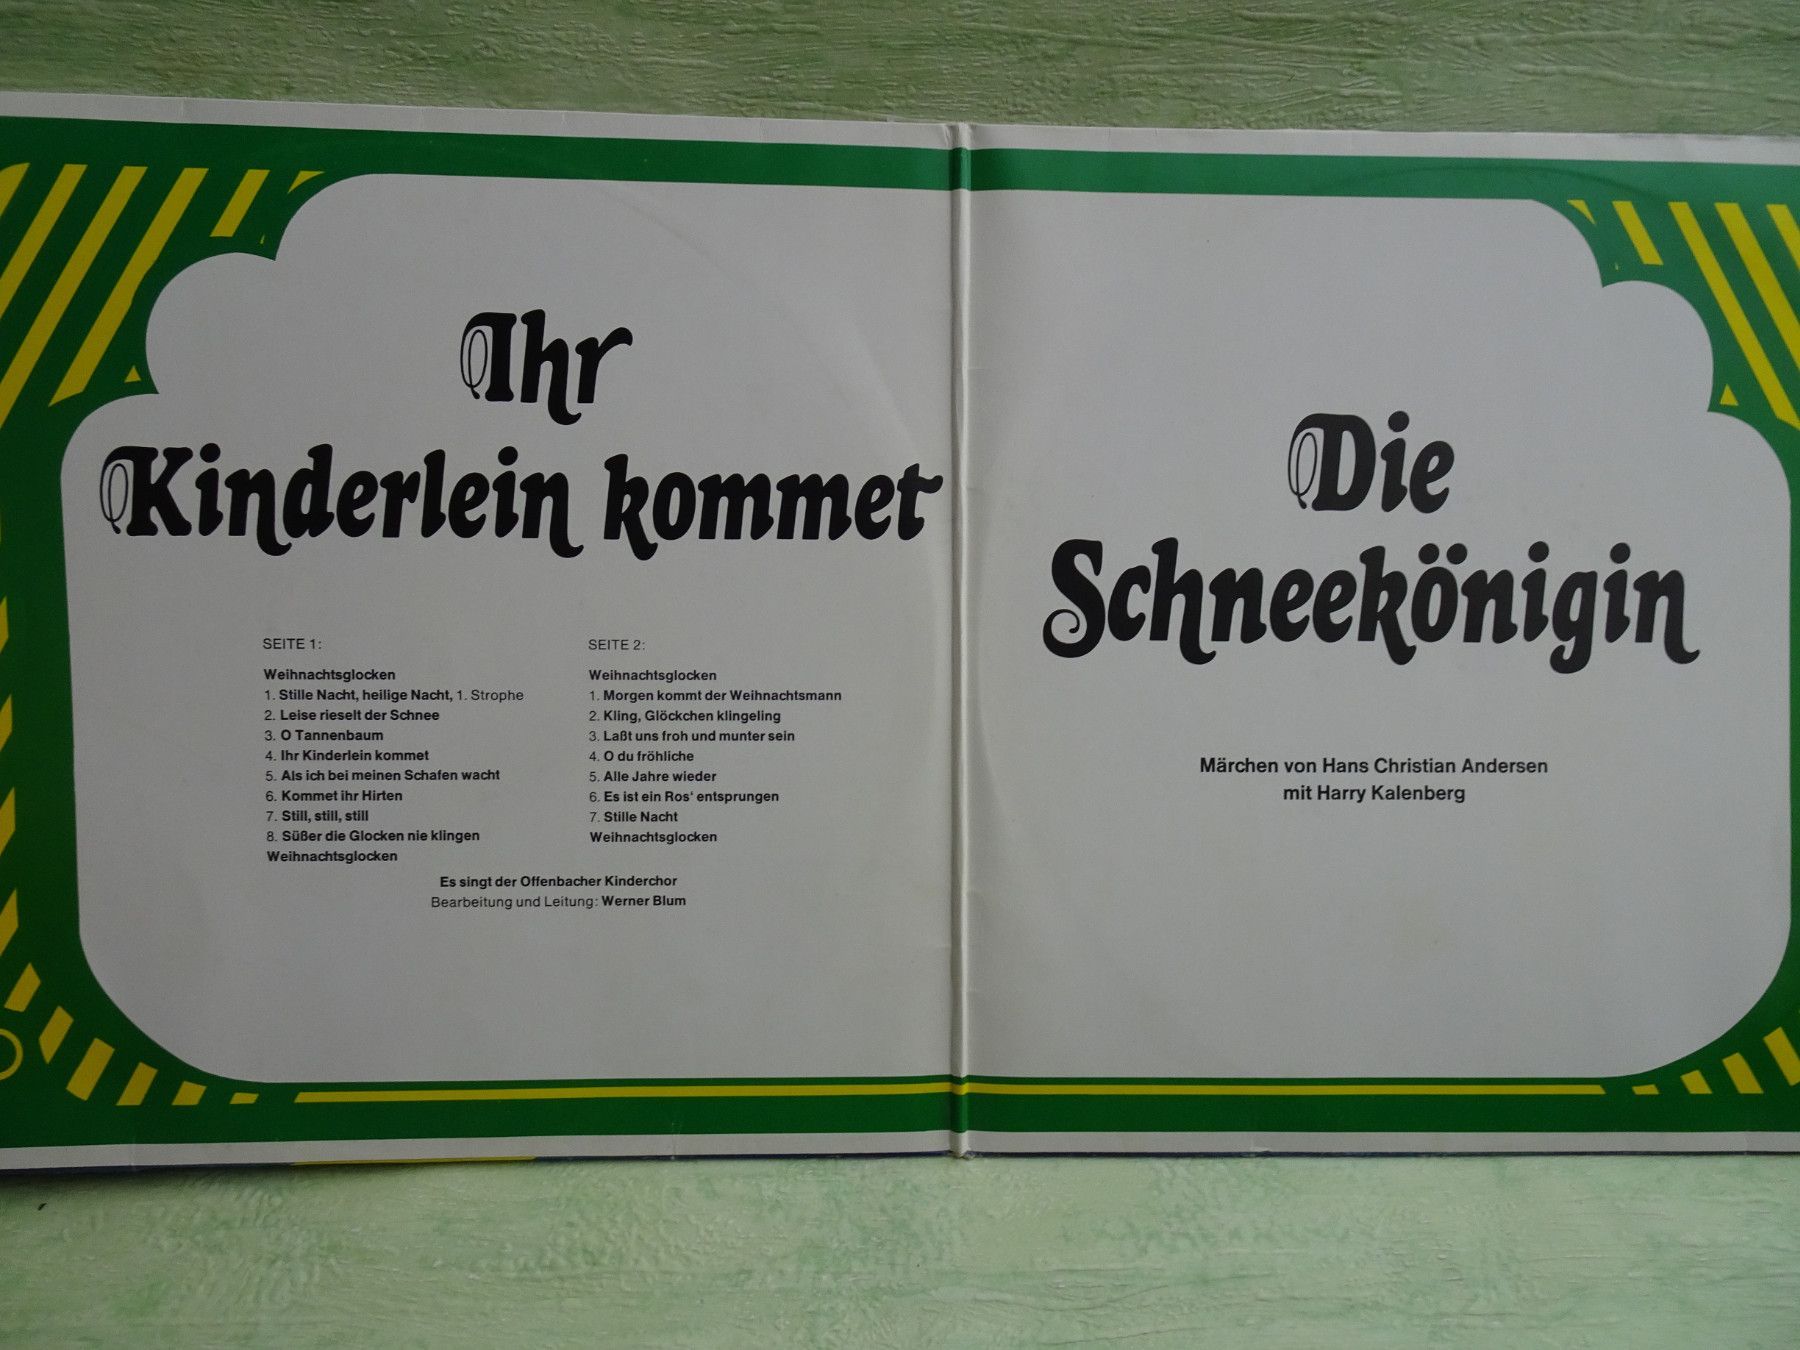 Ihr
Kinderlein kommet
SEITE 1:
Weihnachtsglocken
1. Stille Nacht, heilige Nacht, 1. Strophe
2. Leise rieselt der Schnee
3. O Tannenbaum
4. Ihr Kinderlein kommet
5. Als ich bei meinen Schafen wacht
6. Kommet ihr Hirten
7. Still, still, still
8. Süßer die Glocken nie klingen
Weihnachtsglocken
SEITE 2:
Weihnachtsglocken
1. Morgen kommt der Weihnachtsmann
2. Kling, Glöckchen klingeling
3. Laßt uns froh und munter sein
4. O du fröhliche
5. Alle Jahre wieder
6. Es ist ein Ros' entsprungen
7. Stille Nacht
Weihnachtsglocken
Es singt der Offenbacher Kinderchor
Bearbeitung und Leitung: Werner Blum
Die
Schneekönigin
Märchen von Hans Christian Andersen
mit Harry Kalenberg